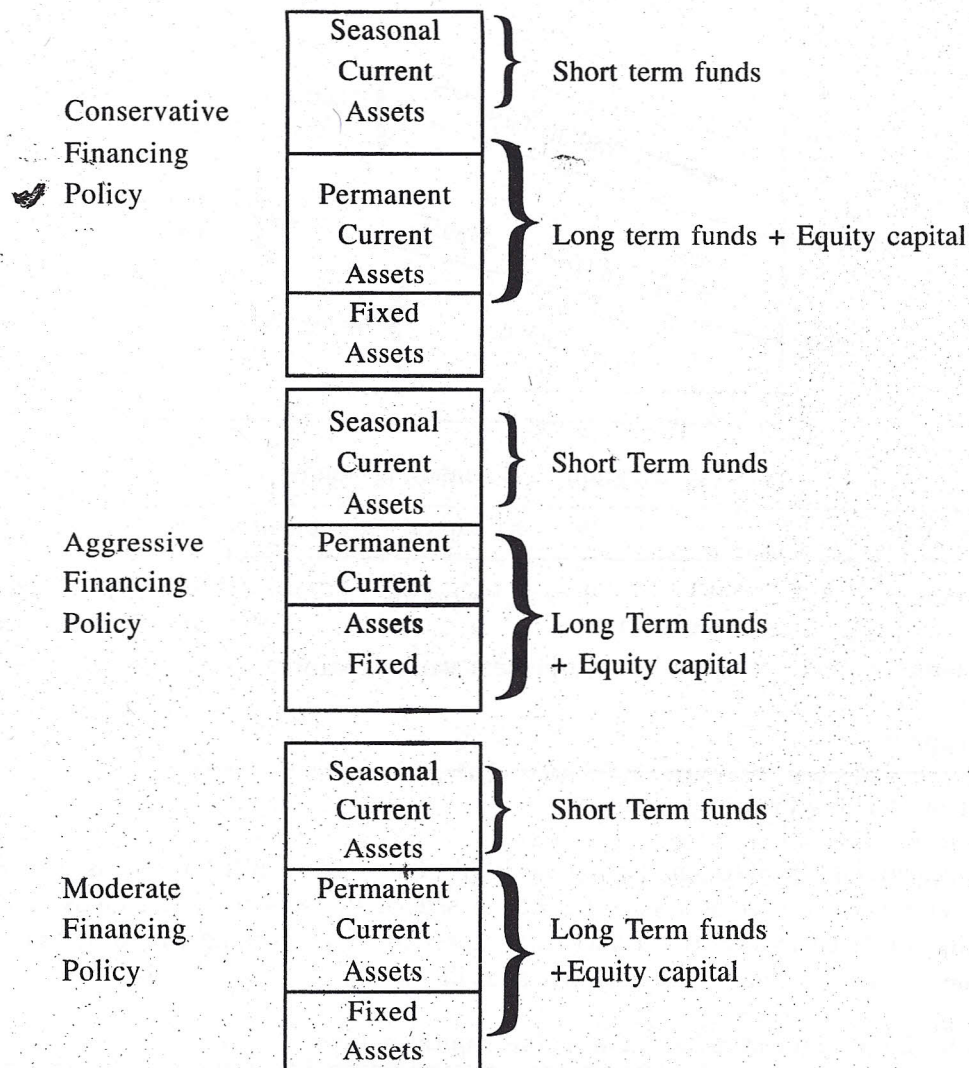 Conservative
Financing
Policy
Seasonal
Current
Assets
Permanent
Current
Assets
Fixed
Assets
Short term funds
Long term funds + Equity capital
Aggressive
Financing
Policy
Seasonal
Current
Assets
Permanent
Current
Assets
Fixed
Short Term funds
Long Term funds
+ Equity capital
Moderate
Financing
Policy
Seasonal
Current
Assets
Permanent
Current
Assets
Fixed
Assets
Short Term funds
Long Term funds
+Equity capital